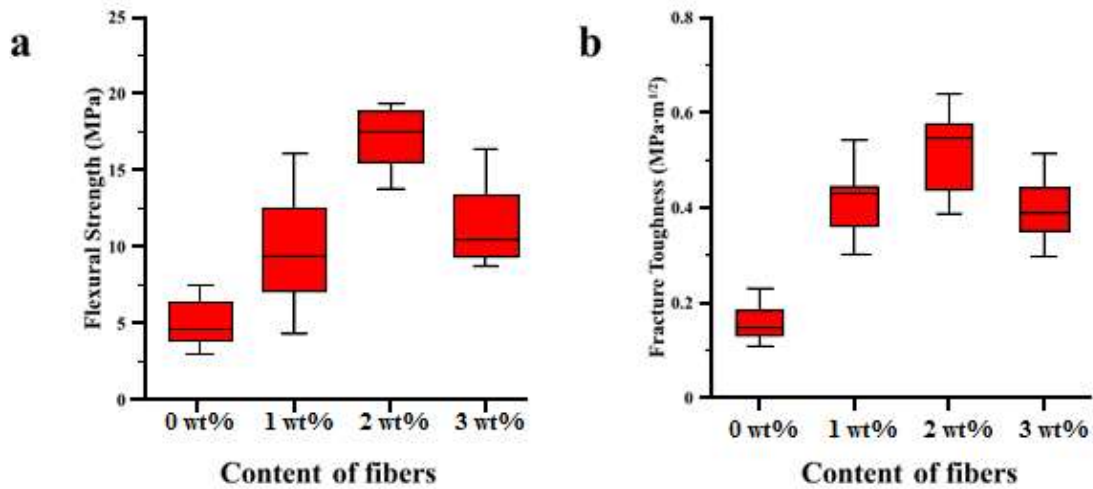 a
25
20
15
10
5
0
Flexural Strength (MPa)
0 wt% 1 wt% 2 wt% 3 wt%
Content of fibers
b
0.8
0.6
0.4
0.2
0
Fracture Toughness (MPa·m¹/²)
0 wt% 1 wt% 2 wt% 3 wt%
Content of fibers